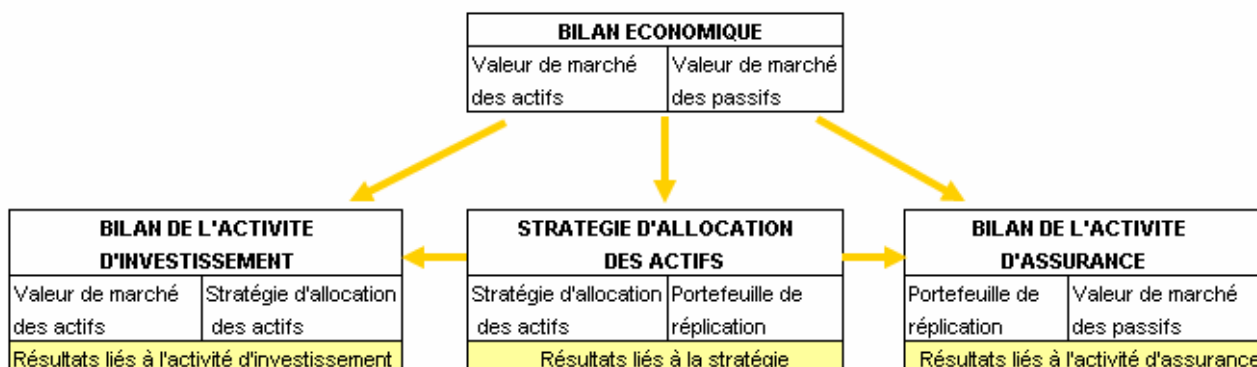 BILAN ECONOMIQUE
Valeur de marché des actifs
Valeur de marché des passifs
BILAN DE L'ACTIVITE D'INVESTISSEMENT
Valeur de marché des actifs
Stratégie d'allocation des actifs
Résultats liés à l'activité d'investissement
STRATEGIE D'ALLOCATION DES ACTIFS
Stratégie d'allocation des actifs
Portefeuille de réplication
Résultats liés à la stratégie
BILAN DE L'ACTIVITE D'ASSURANCE
Portefeuille de réplication
Valeur de marché des passifs
Résultats liés à l'activité d'assurance